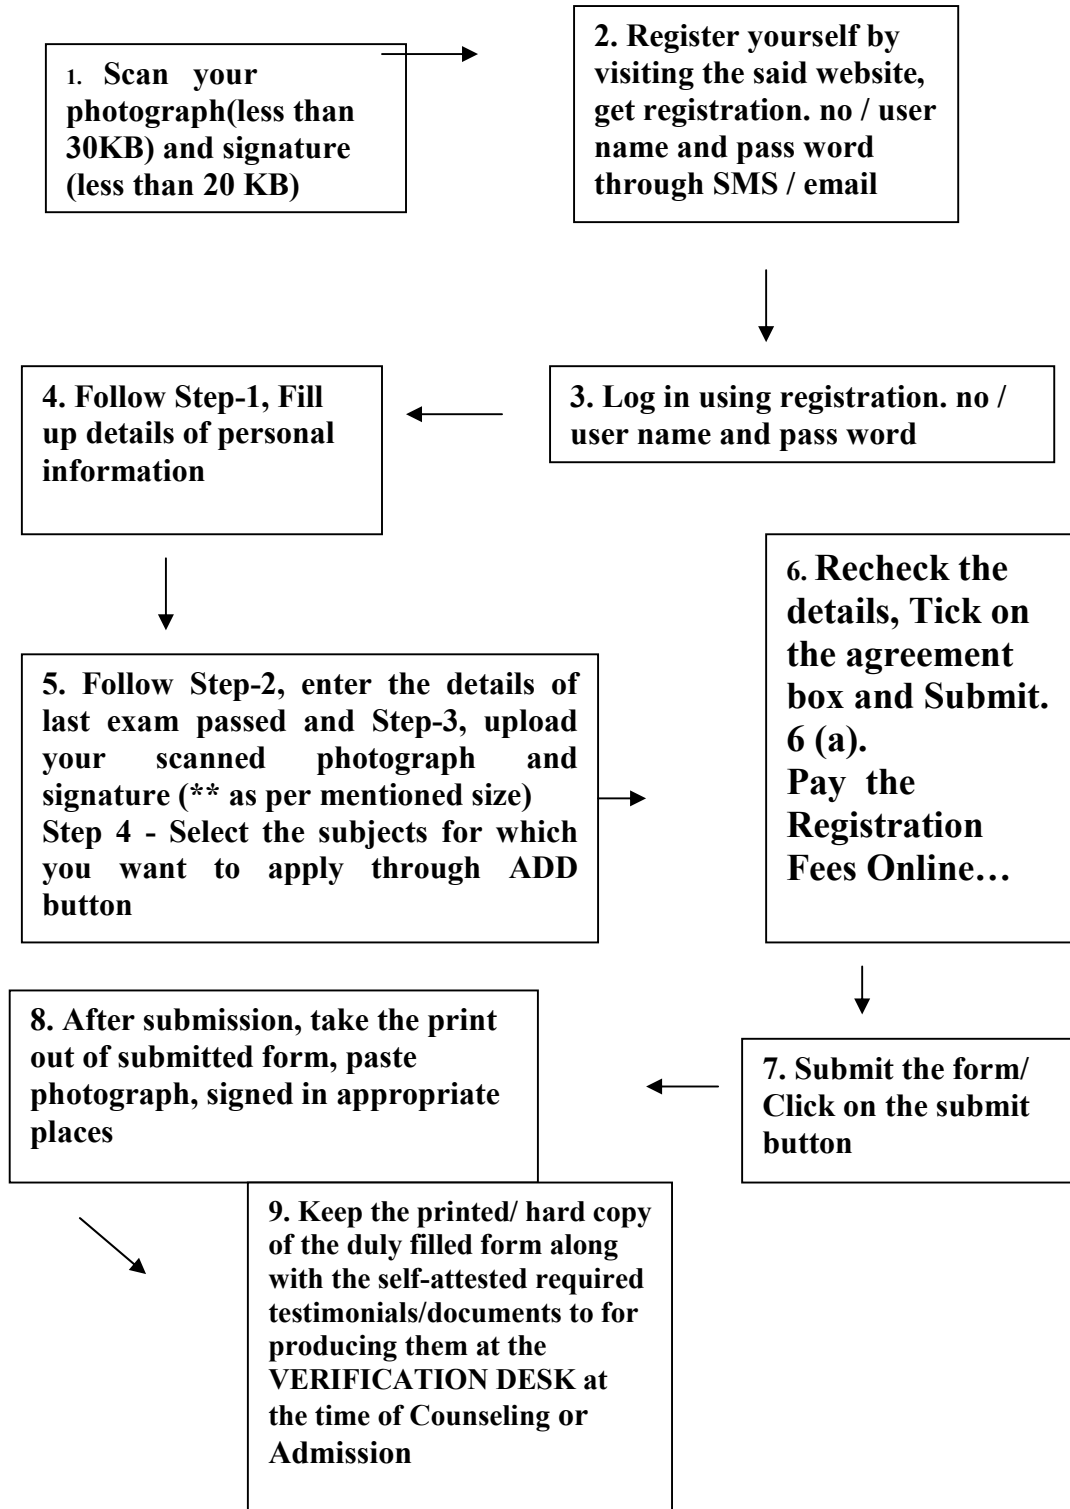 1. Scan your
photograph(less than
30KB) and signature
(less than 20 KB)
2. Register yourself by
visiting the said website,
get registration. no / user
name and pass word
through SMS / email
3. Log in using registration. no /
user name and pass word
4. Follow Step-1, Fill
up details of personal
information
5. Follow Step-2, enter the details of
last exam passed and Step-3, upload
your scanned photograph and
signature (** as per mentioned size)
Step 4 - Select the subjects for which
you want to apply through ADD
button
6. Recheck the
details, Tick on
the agreement
box and Submit.
6 (a).
Pay the
Registration
Fees Online…
7. Submit the form/
Click on the submit
button
8. After submission, take the print
out of submitted form, paste
photograph, signed in appropriate
places
9. Keep the printed/ hard copy
of the duly filled form along
with the self-attested required
testimonials/documents to for
producing them at the
VERIFICATION DESK at
the time of Counseling or
Admission